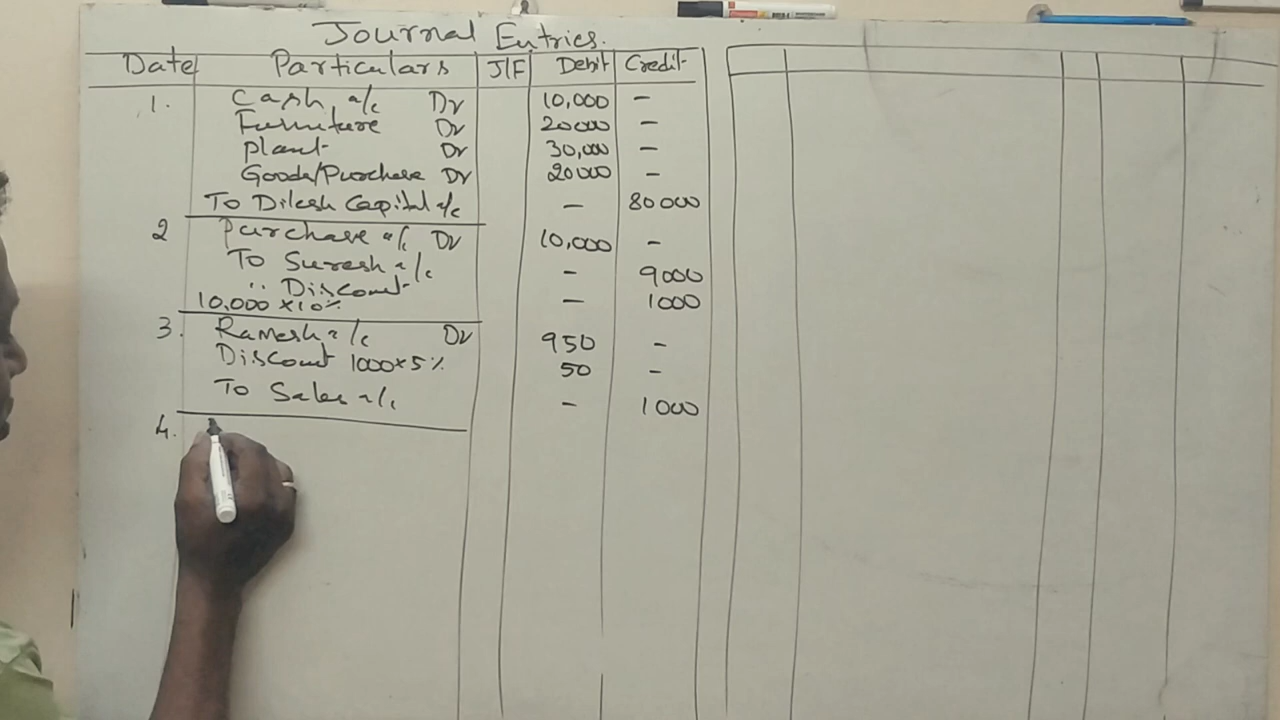 Journal Entries.
Date Particulars J/F Debit Credit
1. Cash a/c Dr 10,000 -
Furniture Dr 20000 -
Plant Dr 30,000 -
Goods/Purchase Dr 20000 -
To Dilesh Capital a/c - 80000
2 Purchase a/c Dr 10,000 -
To Suresh a/c - 9000
" Discount - 1000
10,000 × 10%
3. Ramesh a/c Dr 950 -
Discount 1000×5% 50 -
To Sales a/c - 1000
4.